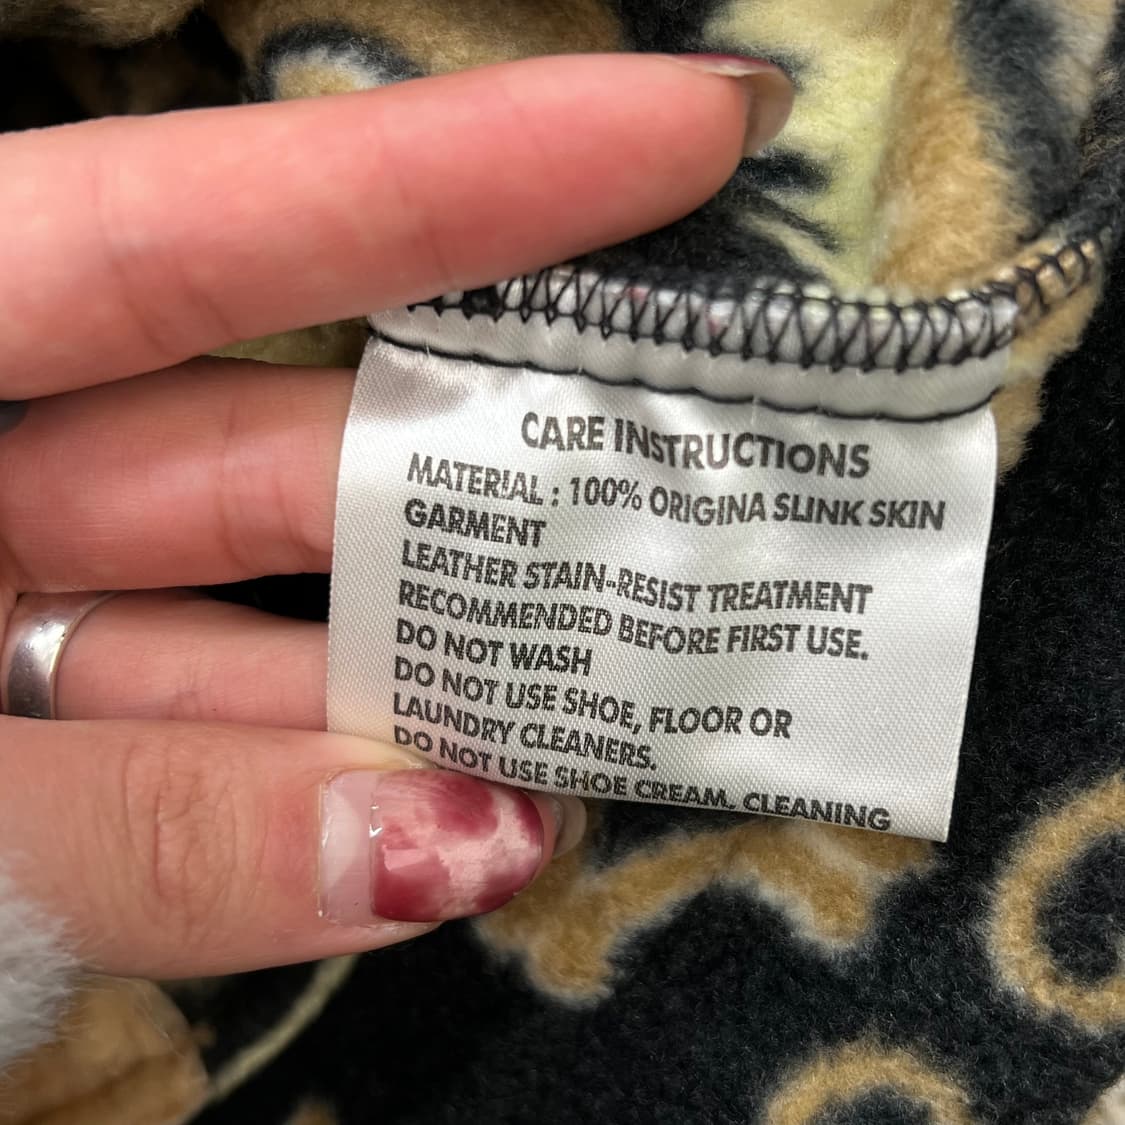 CARE INSTRUCTIONS
MATERIAL : 100% ORIGINA SLINK SKIN
GARMENT
LEATHER STAIN-RESIST TREATMENT
RECOMMENDED BEFORE FIRST USE.
DO NOT WASH
DO NOT USE SHOE, FLOOR OR
LAUNDRY CLEANERS.
DO NOT USE SHOE CREAM, CLEANING